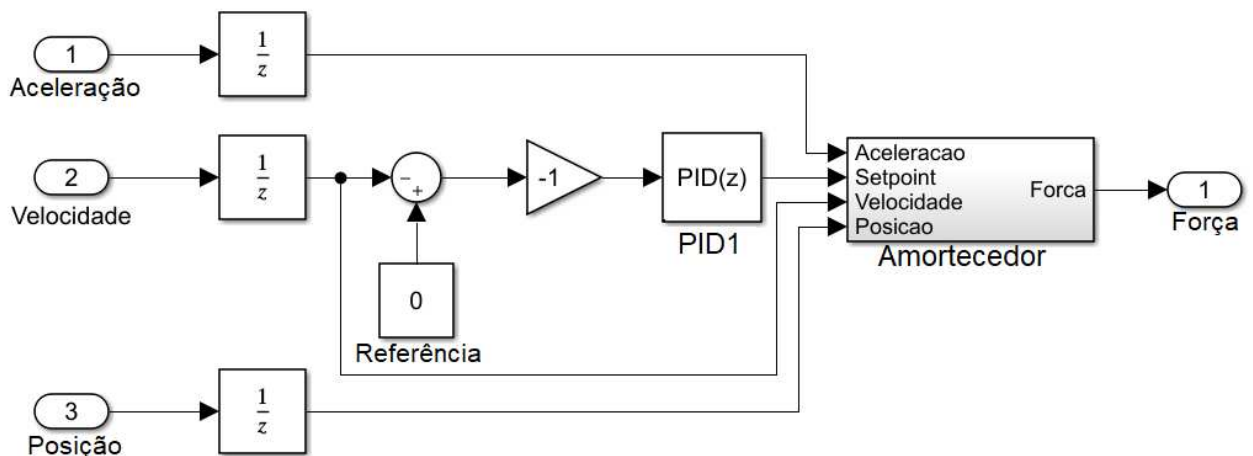 1
Aceleração
1
z
2
Velocidade
1
z
−
+
0
Referência
-1
PID(z)
PID1
Aceleracao
Setpoint
Velocidade
Posicao
Forca
Amortecedor
1
Força
3
Posição
1
z